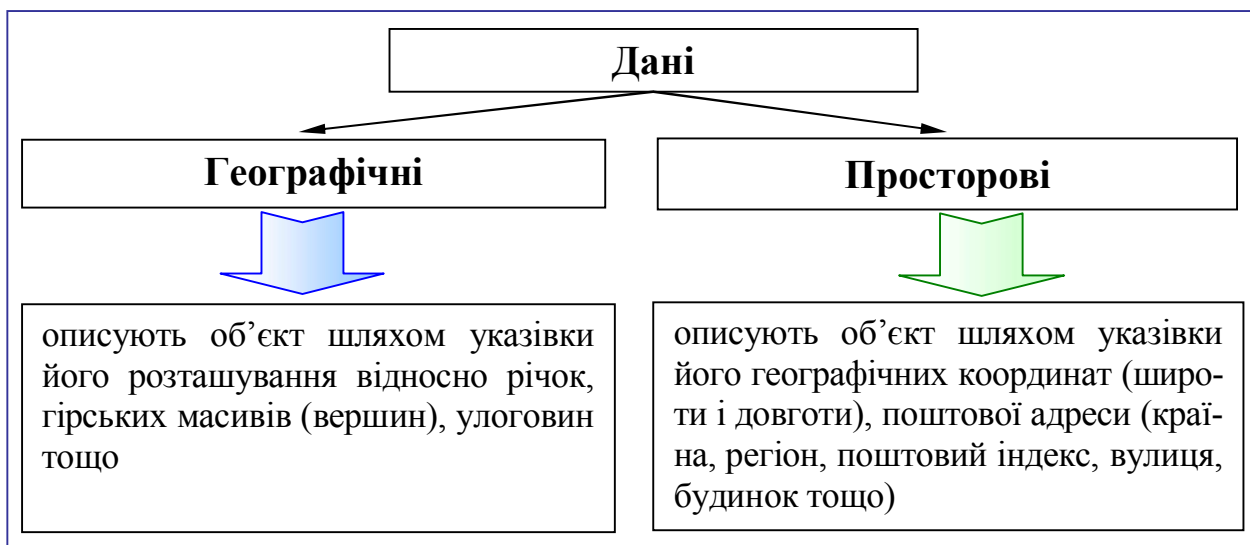 Дані
Географічні
Просторові
описують об’єкт шляхом указівки
його розташування відносно річок,
гірських масивів (вершин), улоговин
тощо
описують об’єкт шляхом указівки
його географічних координат (широ-
ти і довготи), поштової адреси (краї-
на, регіон, поштовий індекс, вулиця,
будинок тощо)